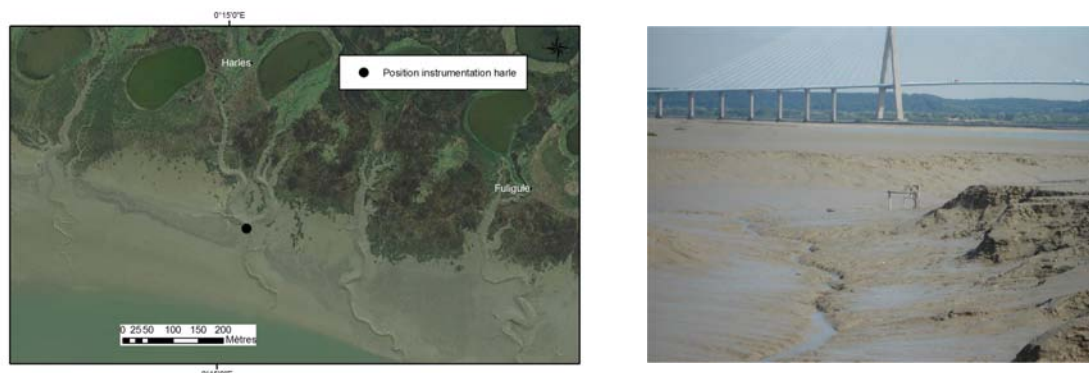 0°15'0"E
Harles
Position instrumentation harle
Fuligule
0 25 50 100 150 200
Mètres